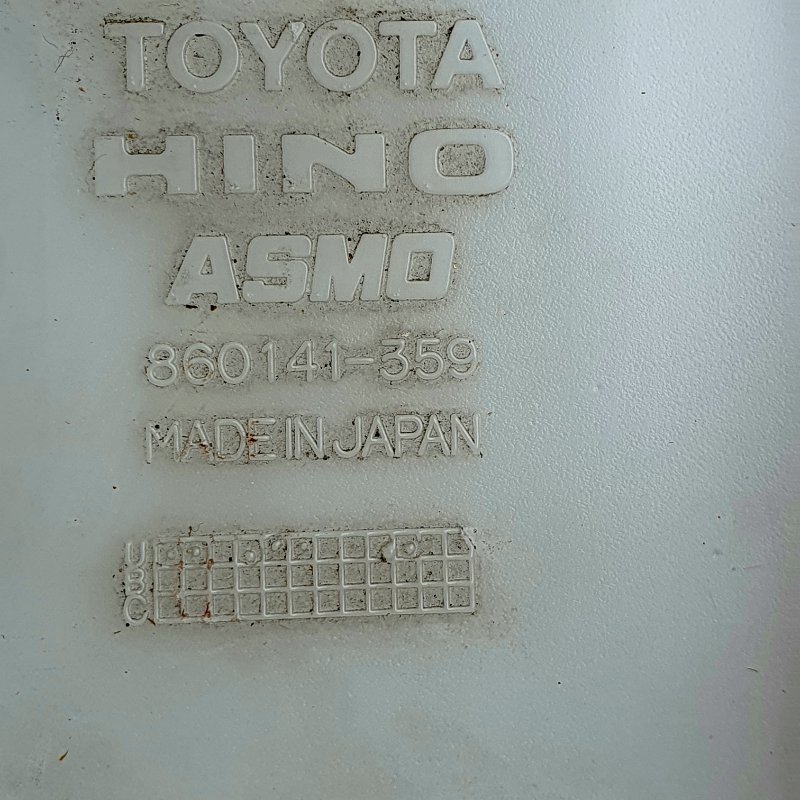 TOYOTA
HINO
ASMO
860141-359
MADE IN JAPAN
U
B
C